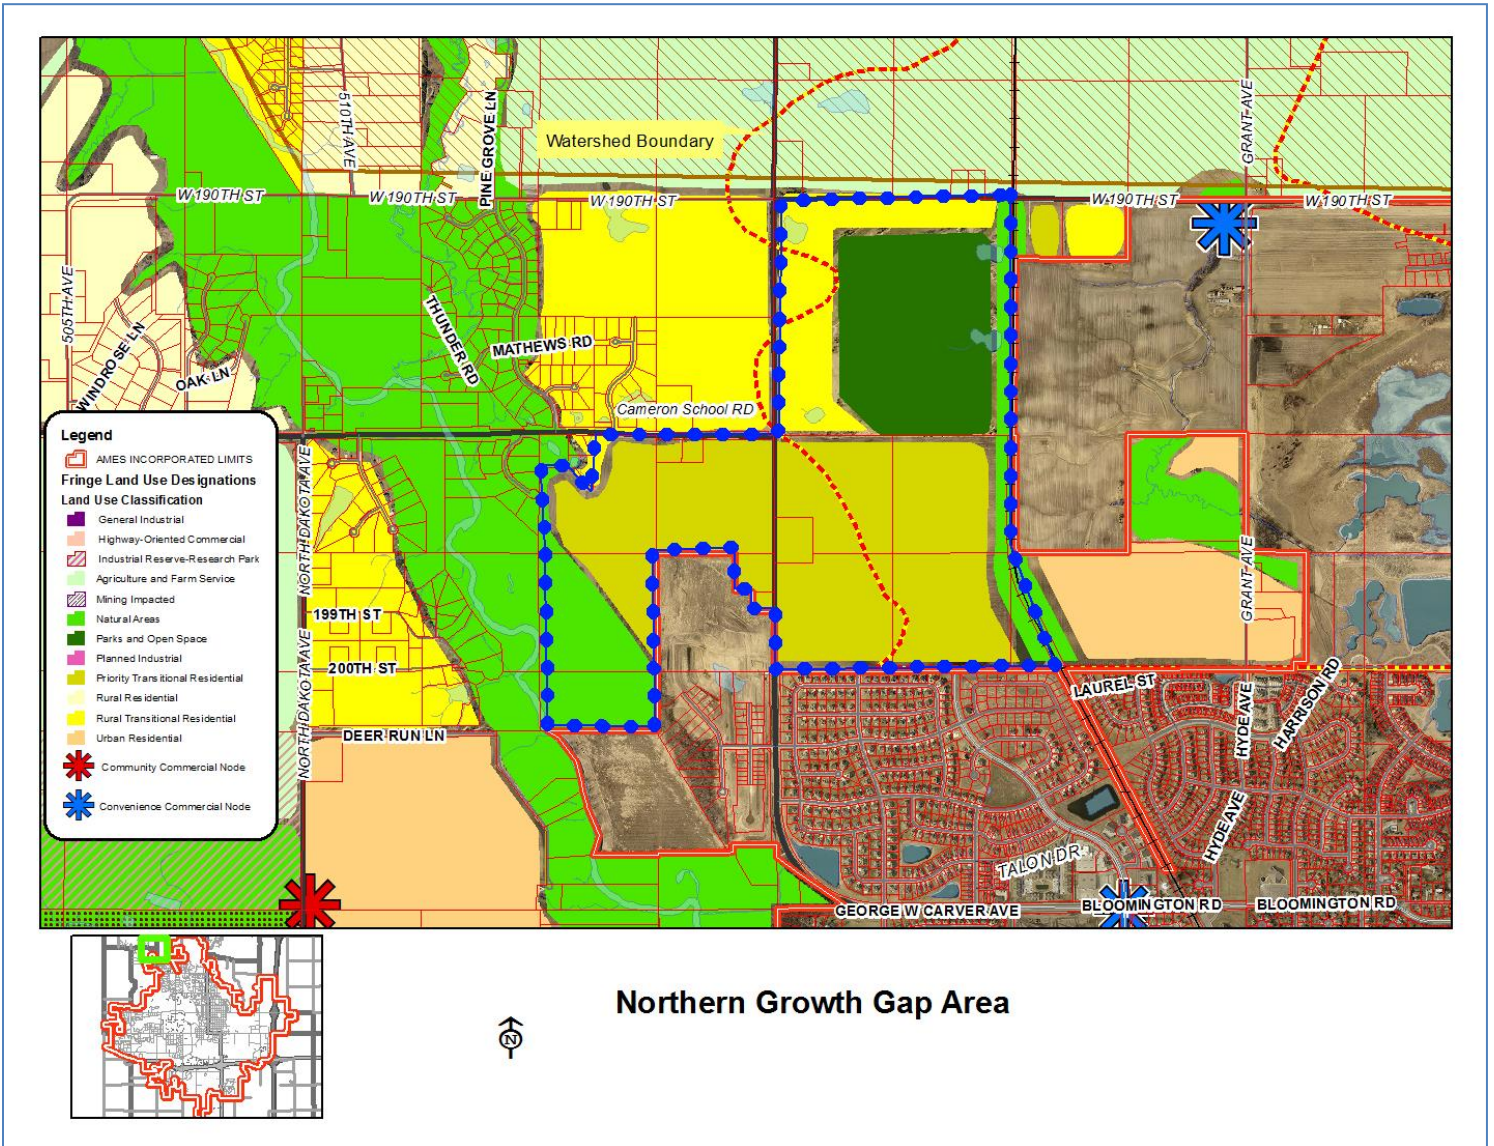 510TH AVE
PINE GROVE LN
GRANT AVE
Watershed Boundary
W 190TH ST
W 190TH ST
W 190TH ST
W 190TH ST
W 190TH ST
505TH AVE
WINDROSE LN
OAK LN
THUNDER RD
MATHEWS RD
Cameron School RD
Legend
AMES INCORPORATED LIMITS
Fringe Land Use Designations
Land Use Classification
General Industrial
Highway-Oriented Commercial
Industrial Reserve-Research Park
Agriculture and Farm Service
Mining Impacted
Natural Areas
Parks and Open Space
Planned Industrial
Priority Transitional Residential
Rural Residential
Rural Transitional Residential
Urban Residential
Community Commercial Node
Convenience Commercial Node
NORTH DAKOTA AVE
NORTH DAKOTA AVE
199TH ST
200TH ST
DEER RUN LN
GRANT AVE
LAUREL ST
HYDE AVE
HARRISON RD
HYDE AVE
TALON DR
GEORGE W CARVER AVE
BLOOMINGTON RD
BLOOMINGTON RD
Northern Growth Gap Area
N